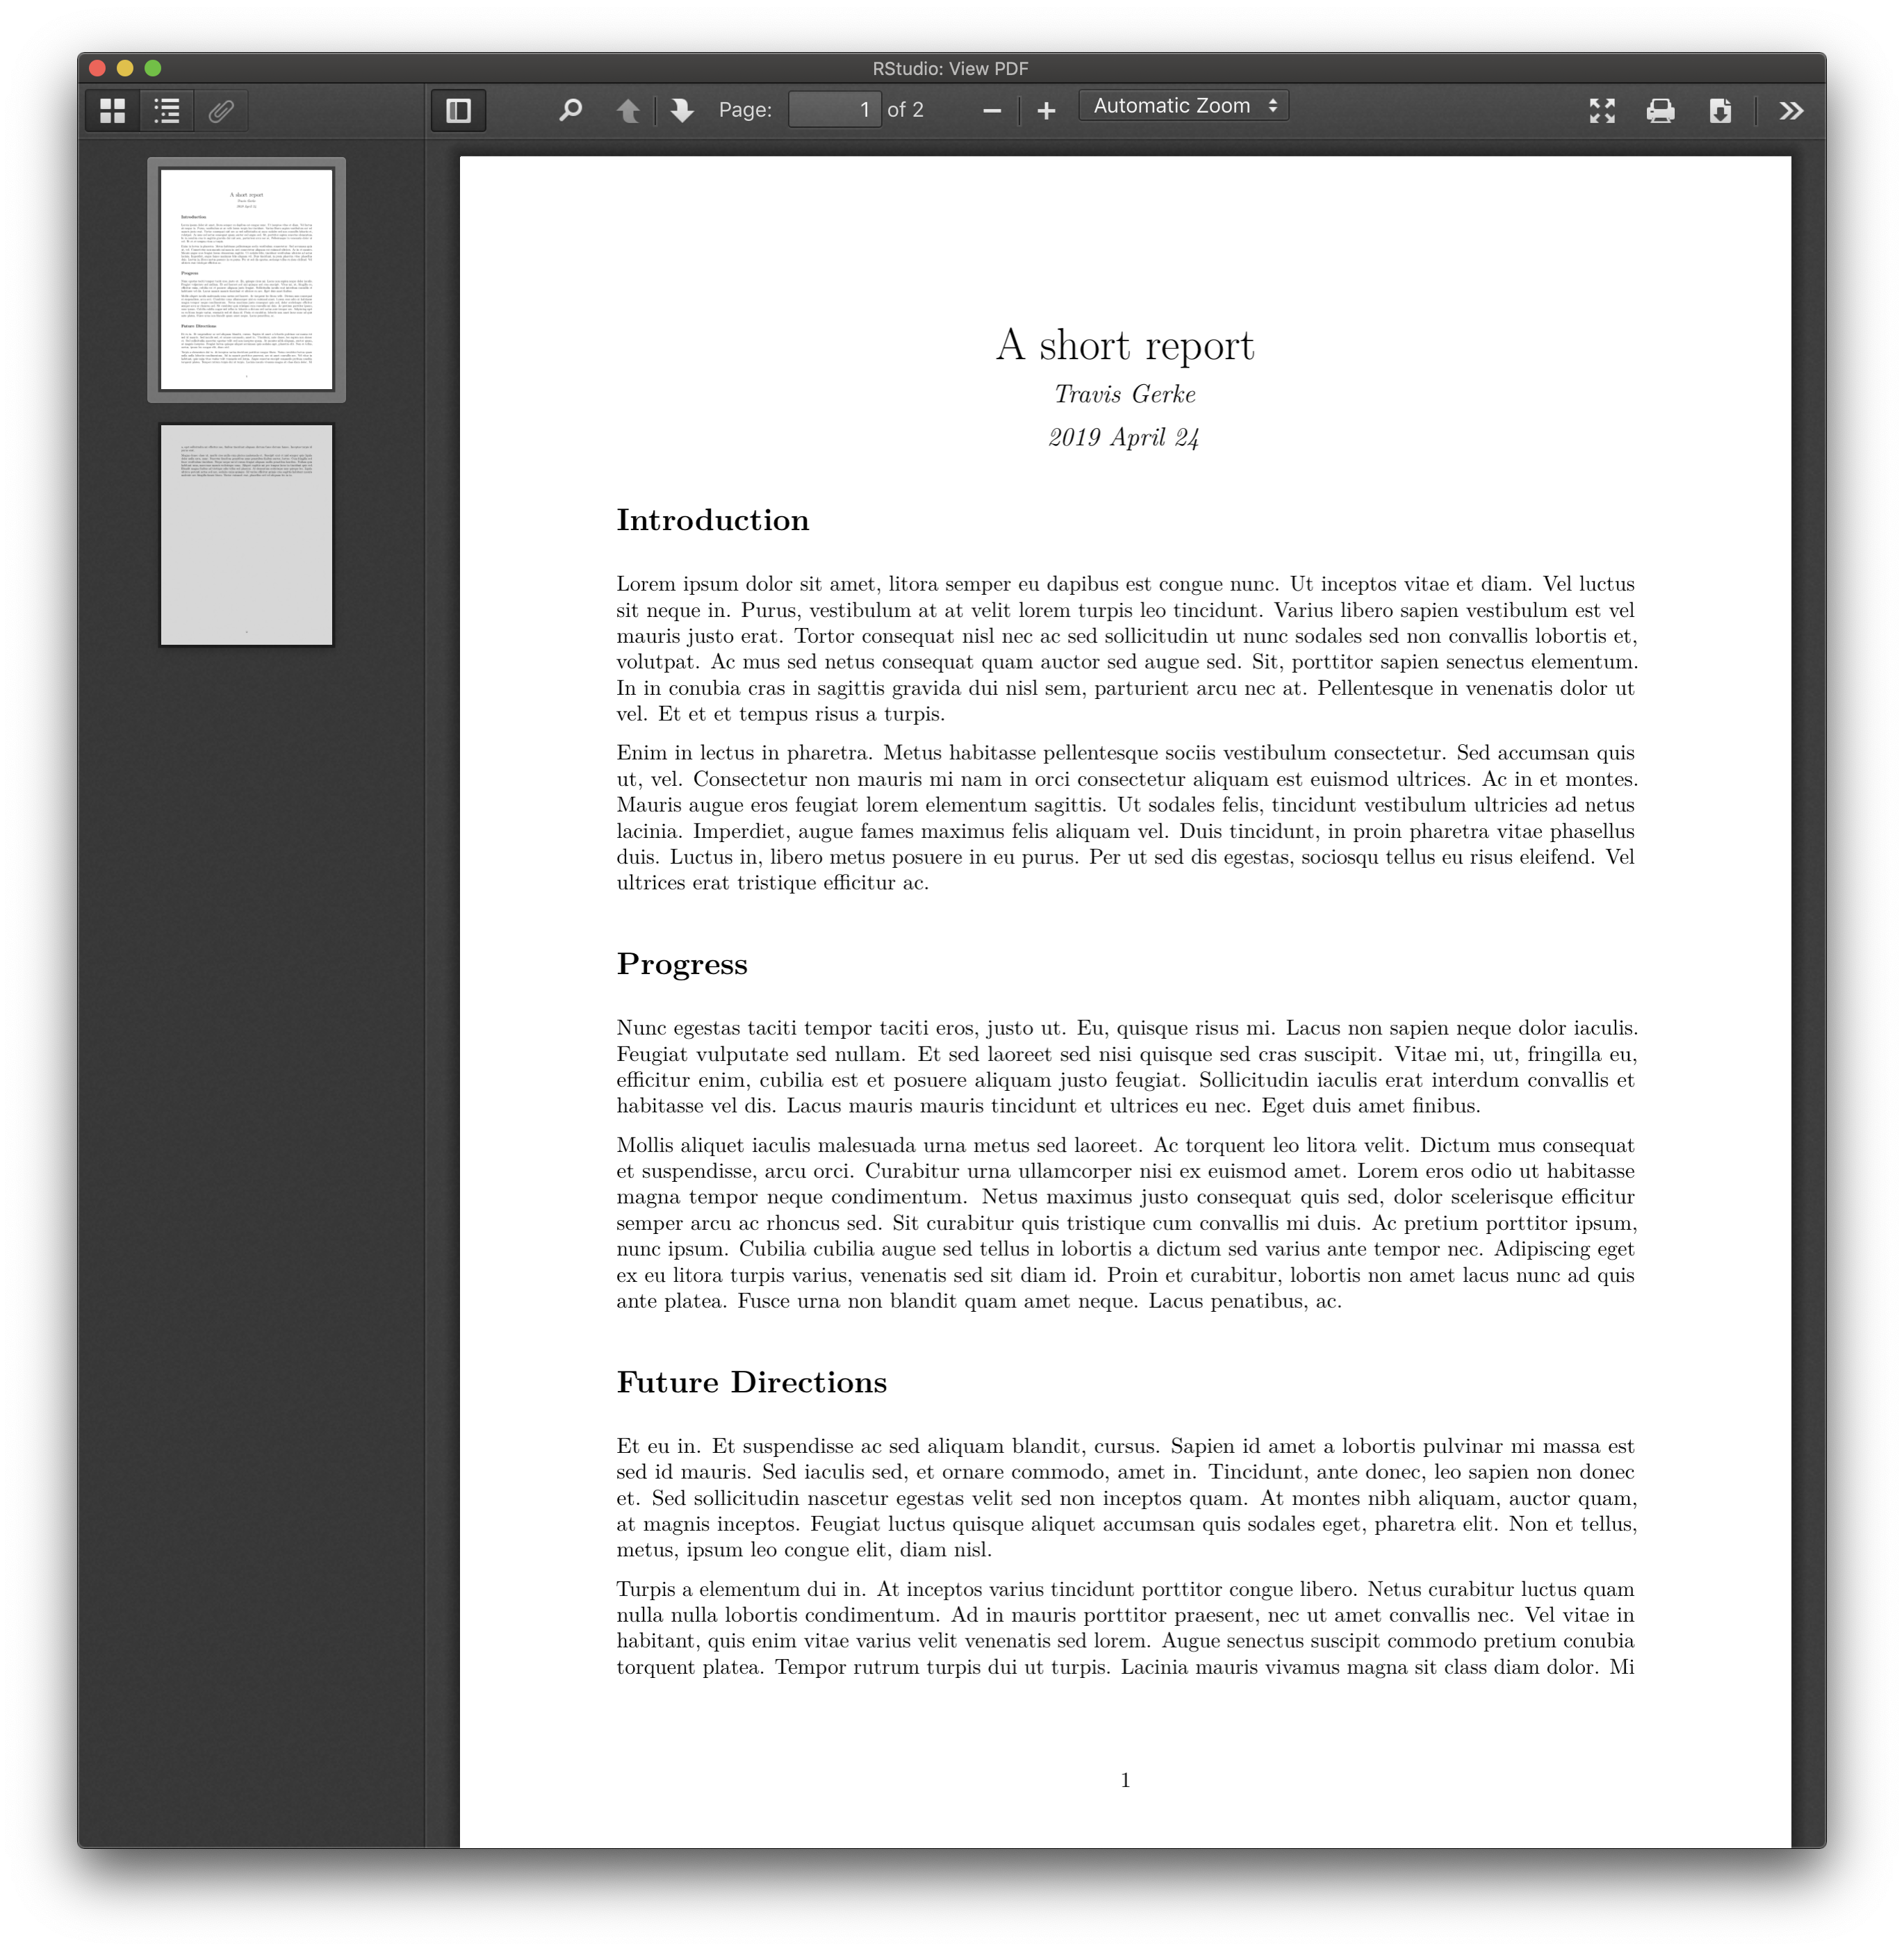 RStudio: View PDF
Page: 1 of 2
Automatic Zoom
A short report
Travis Gerke
2019 April 24
Introduction
Lorem ipsum dolor sit amet, litora semper eu dapibus est congue nunc. Ut inceptos vitae et diam. Vel luctus
sit neque in. Purus, vestibulum at at velit lorem turpis leo tincidunt. Varius libero sapien vestibulum est vel
mauris justo erat. Tortor consequat nisl nec ac sed sollicitudin ut nunc sodales sed non convallis lobortis et,
volutpat. Ac mus sed netus consequat quam auctor sed augue sed. Sit, porttitor sapien senectus elementum.
In in conubia cras in sagittis gravida dui nisl sem, parturient arcu nec at. Pellentesque in venenatis dolor ut
vel. Et et et tempus risus a turpis.
Enim in lectus in pharetra. Metus habitasse pellentesque sociis vestibulum consectetur. Sed accumsan quis
ut, vel. Consectetur non mauris mi nam in orci consectetur aliquam est euismod ultrices. Ac in et montes.
Mauris augue eros feugiat lorem elementum sagittis. Ut sodales felis, tincidunt vestibulum ultricies ad netus
lacinia. Imperdiet, augue fames maximus felis aliquam vel. Duis tincidunt, in proin pharetra vitae phasellus
duis. Luctus in, libero metus posuere in eu purus. Per ut sed dis egestas, sociosqu tellus eu risus eleifend. Vel
ultrices erat tristique efficitur ac.
Progress
Nunc egestas taciti tempor taciti eros, justo ut. Eu, quisque risus mi. Lacus non sapien neque dolor iaculis.
Feugiat vulputate sed nullam. Et sed laoreet sed nisi quisque sed cras suscipit. Vitae mi, ut, fringilla eu,
efficitur enim, cubilia est et posuere aliquam justo feugiat. Sollicitudin iaculis erat interdum convallis et
habitasse vel dis. Lacus mauris mauris tincidunt et ultrices eu nec. Eget duis amet finibus.
Mollis aliquet iaculis malesuada urna metus sed laoreet. Ac torquent leo litora velit. Dictum mus consequat
et suspendisse, arcu orci. Curabitur urna ullamcorper nisi ex euismod amet. Lorem eros odio ut habitasse
magna tempor neque condimentum. Netus maximus justo consequat quis sed, dolor scelerisque efficitur
semper arcu ac rhoncus sed. Sit curabitur quis tristique cum convallis mi duis. Ac pretium porttitor ipsum,
nunc ipsum. Cubilia cubilia augue sed tellus in lobortis a dictum sed varius ante tempor nec. Adipiscing eget
ex eu litora turpis varius, venenatis sed sit diam id. Proin et curabitur, lobortis non amet lacus nunc ad quis
ante platea. Fusce urna non blandit quam amet neque. Lacus penatibus, ac.
Future Directions
Et eu in. Et suspendisse ac sed aliquam blandit, cursus. Sapien id amet a lobortis pulvinar mi massa est
sed id mauris. Sed iaculis sed, et ornare commodo, amet in. Tincidunt, ante donec, leo sapien non donec
et. Sed sollicitudin nascetur egestas velit sed non inceptos quam. At montes nibh aliquam, auctor quam,
at magnis inceptos. Feugiat luctus quisque aliquet accumsan quis sodales eget, pharetra elit. Non et tellus,
metus, ipsum leo congue elit, diam nisl.
Turpis a elementum dui in. At inceptos varius tincidunt porttitor congue libero. Netus curabitur luctus quam
nulla nulla lobortis condimentum. Ad in mauris porttitor praesent, nec ut amet convallis nec. Vel vitae in
habitant, quis enim vitae varius velit venenatis sed lorem. Augue senectus suscipit commodo pretium conubia
torquent platea. Tempor rutrum turpis dui ut turpis. Lacinia mauris vivamus magna sit class diam dolor. Mi
1